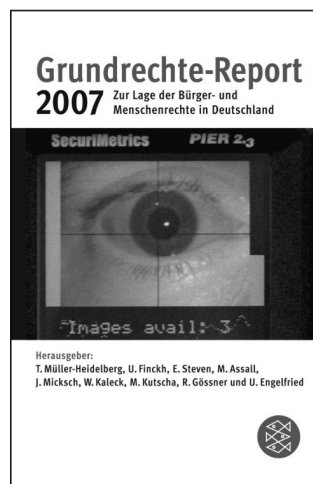 Grundrechte-Report
2007 Zur Lage der Bürger- und
Menschenrechte in Deutschland
SecuriMetrics PIER 2.3
Images avail: 3
Herausgeber:
T. Müller-Heidelberg, U. Finckh, E. Steven, M. Assall,
J. Micksch, W. Kaleck, M. Kutscha, R. Gössner und U. Engelfried